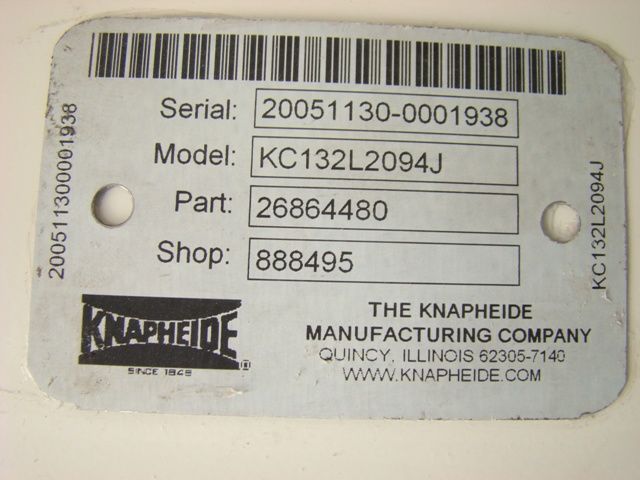 Serial: 20051130-0001938
Model: KC132L2094J
Part: 26864480
Shop: 888495
200511300001938
KC132L2094J
KNAPHEIDE
SINCE 1848
THE KNAPHEIDE
MANUFACTURING COMPANY
QUINCY, ILLINOIS 62305-7140
WWW.KNAPHEIDE.COM